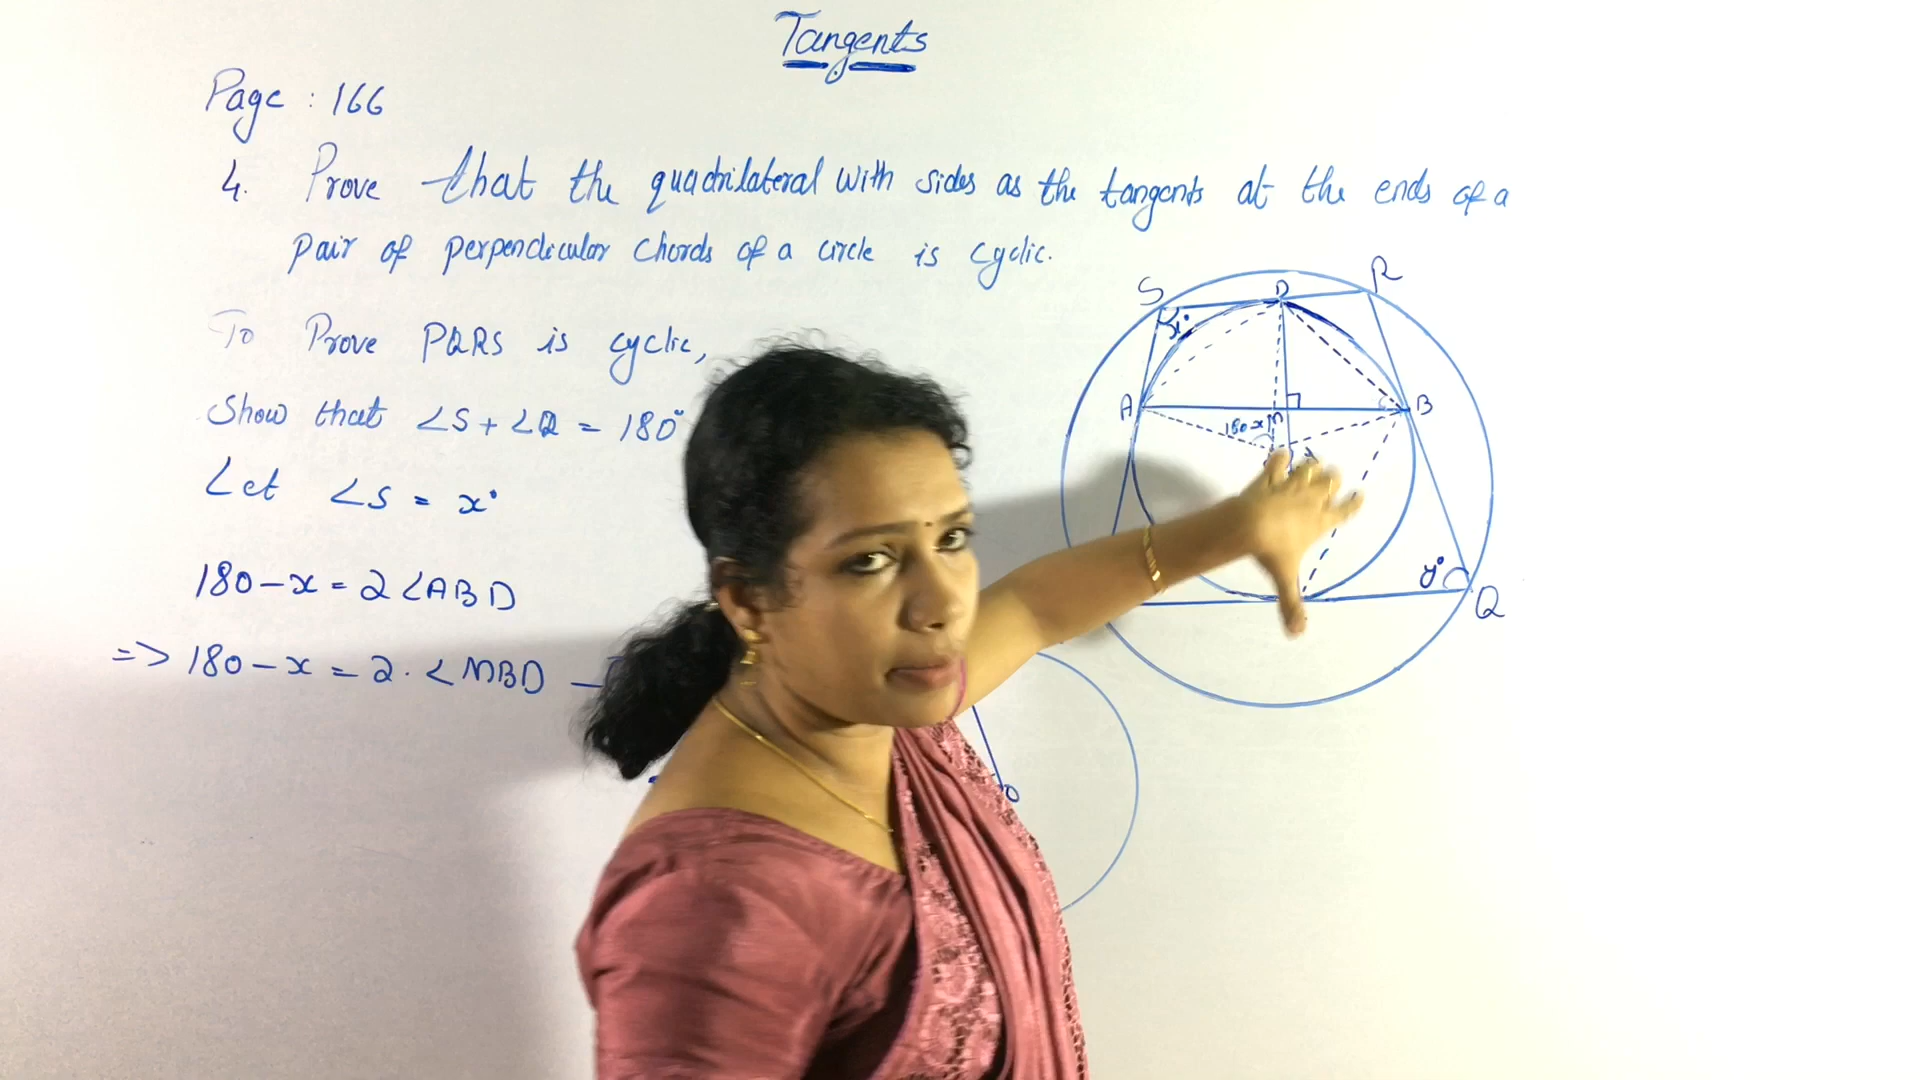 Tangents
Page : 166
4. Prove that the quadrilateral with sides as the tangents at the ends of a
pair of perpendicular chords of a circle is cyclic.
To Prove PQRS is cyclic,
Show that ∠S + ∠Q = 180°
Let ∠S = x°
180 - x = 2 ∠ABD
=> 180 - x = 2 · ∠MBD -
S
D
R
x°
A
B
180-x
M
y°
Q
O